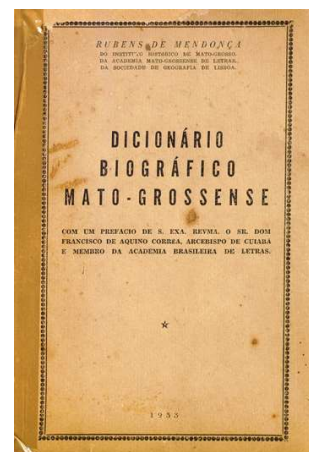 RUBENS DE MENDONÇA
DO INSTITUTO HISTÓRICO DE MATO-GROSSO,
DA ACADEMIA MATO-GROSSENSE DE LETRAS,
DA SOCIEDADE DE GEOGRAFIA DE LISBOA.
DICIONÁRIO
BIOGRÁFICO
MATO-GROSSENSE
COM UM PREFACIO DE S. EXA. REVMA. O SR. DOM
FRANCISCO DE AQUINO CORREA, ARCEBISPO DE CUIABÁ
E MEMBRO DA ACADEMIA BRASILEIRA DE LETRAS.
1953